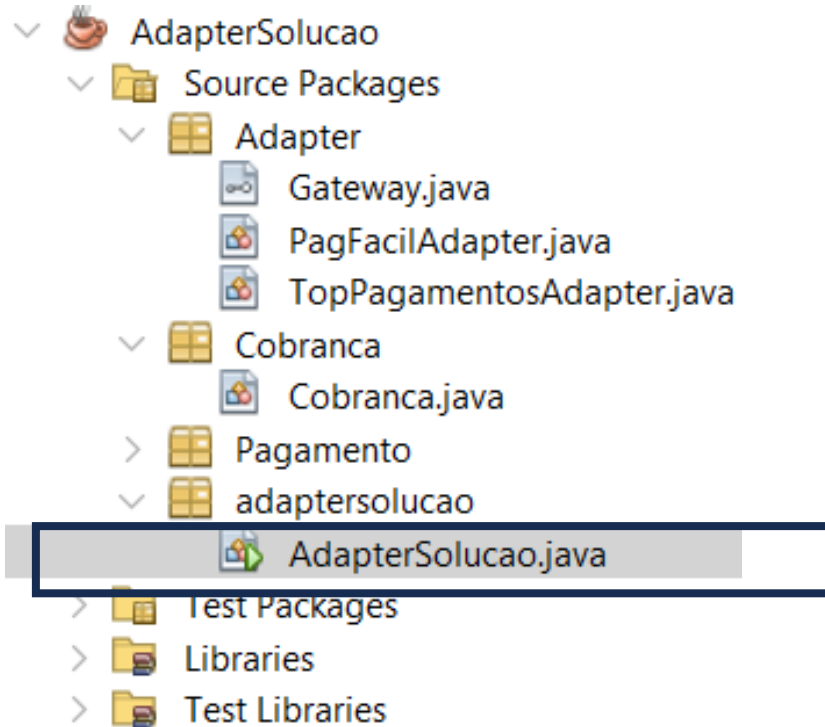 AdapterSolucao
Source Packages
Adapter
Gateway.java
PagFacilAdapter.java
TopPagamentosAdapter.java
Cobranca
Cobranca.java
Pagamento
adaptersolucao
AdapterSolucao.java
Test Packages
Libraries
Test Libraries